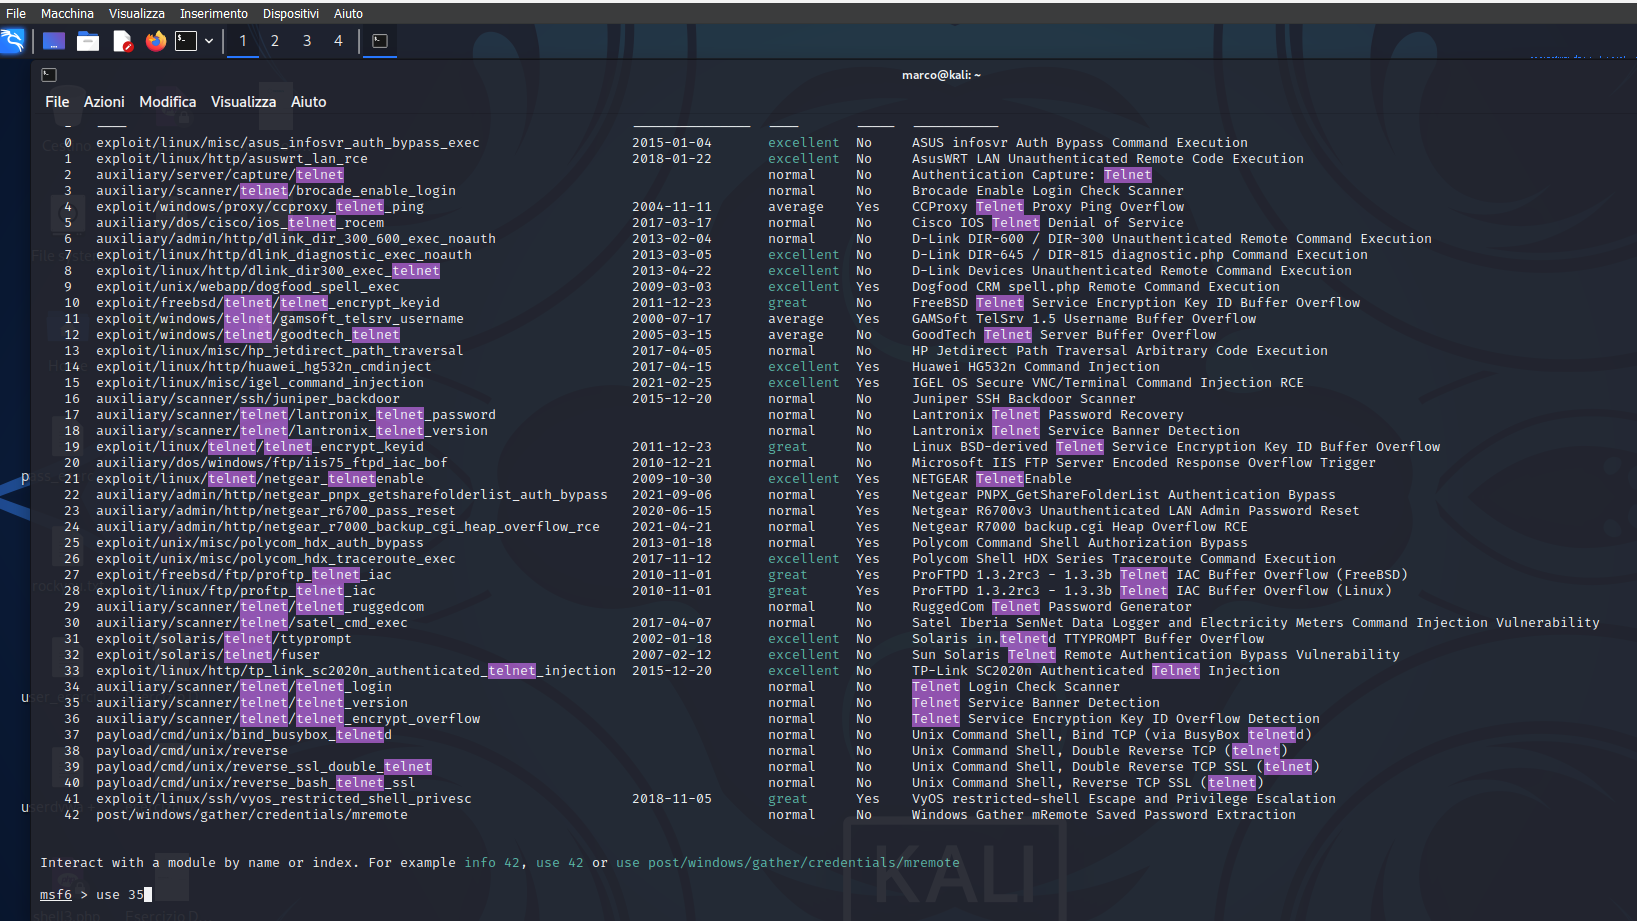 File Macchina Visualizza Inserimento Dispositivi Aiuto
1 2 3 4
marco@kali: ~
File Azioni Modifica Visualizza Aiuto
0 exploit/linux/misc/asus_infosvr_auth_bypass_exec 2015-01-04 excellent No ASUS infosvr Auth Bypass Command Execution
1 exploit/linux/http/asuswrt_lan_rce 2018-01-22 excellent No AsusWRT LAN Unauthenticated Remote Code Execution
2 auxiliary/server/capture/telnet normal No Authentication Capture: Telnet
3 auxiliary/scanner/telnet/brocade_enable_login normal No Brocade Enable Login Check Scanner
4 exploit/windows/proxy/ccproxy_telnet_ping 2004-11-11 average Yes CCProxy Telnet Proxy Ping Overflow
5 auxiliary/dos/cisco/ios_telnet_rocem 2017-03-17 normal No Cisco IOS Telnet Denial of Service
6 auxiliary/admin/http/dlink_dir_300_600_exec_noauth 2013-02-04 normal No D-Link DIR-600 / DIR-300 Unauthenticated Remote Command Execution
7 exploit/linux/http/dlink_diagnostic_exec_noauth 2013-03-05 excellent No D-Link DIR-645 / DIR-815 diagnostic.php Command Execution
8 exploit/linux/http/dlink_dir300_exec_telnet 2013-04-22 excellent No D-Link Devices Unauthenticated Remote Command Execution
9 exploit/unix/webapp/dogfood_spell_exec 2009-03-03 excellent Yes Dogfood CRM spell.php Remote Command Execution
10 exploit/freebsd/telnet/telnet_encrypt_keyid 2011-12-23 great No FreeBSD Telnet Service Encryption Key ID Buffer Overflow
11 exploit/windows/telnet/gamsoft_telsrv_username 2000-07-17 average Yes GAMSoft TelSrv 1.5 Username Buffer Overflow
12 exploit/windows/telnet/goodtech_telnet 2005-03-15 average No GoodTech Telnet Server Buffer Overflow
13 exploit/linux/misc/hp_jetdirect_path_traversal 2017-04-05 normal No HP Jetdirect Path Traversal Arbitrary Code Execution
14 exploit/linux/http/huawei_hg532n_cmdinject 2017-04-15 excellent Yes Huawei HG532n Command Injection
15 exploit/linux/misc/igel_command_injection 2021-02-25 excellent Yes IGEL OS Secure VNC/Terminal Command Injection RCE
16 auxiliary/scanner/ssh/juniper_backdoor 2015-12-20 normal No Juniper SSH Backdoor Scanner
17 auxiliary/scanner/telnet/lantronix_telnet_password normal No Lantronix Telnet Password Recovery
18 auxiliary/scanner/telnet/lantronix_telnet_version normal No Lantronix Telnet Service Banner Detection
19 exploit/linux/telnet/telnet_encrypt_keyid 2011-12-23 great No Linux BSD-derived Telnet Service Encryption Key ID Buffer Overflow
20 auxiliary/dos/windows/ftp/iis75_ftpd_iac_bof 2010-12-21 normal No Microsoft IIS FTP Server Encoded Response Overflow Trigger
21 exploit/linux/telnet/netgear_telnetenable 2009-10-30 excellent Yes NETGEAR TelnetEnable
22 auxiliary/admin/http/netgear_pnpx_getsharefolderlist_auth_bypass 2021-09-06 normal Yes Netgear PNPX_GetShareFolderList Authentication Bypass
23 auxiliary/admin/http/netgear_r6700_pass_reset 2020-06-15 normal Yes Netgear R6700v3 Unauthenticated LAN Admin Password Reset
24 auxiliary/admin/http/netgear_r7000_backup_cgi_heap_overflow_rce 2021-04-21 normal Yes Netgear R7000 backup.cgi Heap Overflow RCE
25 exploit/unix/misc/polycom_hdx_auth_bypass 2013-01-18 normal Yes Polycom Command Shell Authorization Bypass
26 exploit/unix/misc/polycom_hdx_traceroute_exec 2017-11-12 excellent Yes Polycom Shell HDX Series Traceroute Command Execution
27 exploit/freebsd/ftp/proftp_telnet_iac 2010-11-01 great Yes ProFTPD 1.3.2rc3 - 1.3.3b Telnet IAC Buffer Overflow (FreeBSD)
28 exploit/linux/ftp/proftp_telnet_iac 2010-11-01 great Yes ProFTPD 1.3.2rc3 - 1.3.3b Telnet IAC Buffer Overflow (Linux)
29 auxiliary/scanner/telnet/telnet_ruggedcom normal No RuggedCom Telnet Password Generator
30 auxiliary/scanner/telnet/satel_cmd_exec 2017-04-07 normal No Satel Iberia SenNet Data Logger and Electricity Meters Command Injection Vulnerability
31 exploit/solaris/telnet/ttyprompt 2002-01-18 excellent No Solaris in.telnetd TTYPROMPT Buffer Overflow
32 exploit/solaris/telnet/fuser 2007-02-12 excellent No Sun Solaris Telnet Remote Authentication Bypass Vulnerability
33 exploit/linux/http/tp_link_sc2020n_authenticated_telnet_injection 2015-12-20 excellent No TP-Link SC2020n Authenticated Telnet Injection
34 auxiliary/scanner/telnet/telnet_login normal No Telnet Login Check Scanner
35 auxiliary/scanner/telnet/telnet_version normal No Telnet Service Banner Detection
36 auxiliary/scanner/telnet/telnet_encrypt_overflow normal No Telnet Service Encryption Key ID Overflow Detection
37 payload/cmd/unix/bind_busybox_telnetd normal No Unix Command Shell, Bind TCP (via BusyBox telnetd)
38 payload/cmd/unix/reverse normal No Unix Command Shell, Double Reverse TCP (telnet)
39 payload/cmd/unix/reverse_ssl_double_telnet normal No Unix Command Shell, Double Reverse TCP SSL (telnet)
40 payload/cmd/unix/reverse_bash_telnet_ssl normal No Unix Command Shell, Reverse TCP SSL (telnet)
41 exploit/linux/ssh/vyos_restricted_shell_privesc 2018-11-05 great Yes VyOS restricted-shell Escape and Privilege Escalation
42 post/windows/gather/credentials/mremote normal No Windows Gather mRemote Saved Password Extraction
Interact with a module by name or index. For example info 42, use 42 or use post/windows/gather/credentials/mremote
msf6 > use 35
KALI